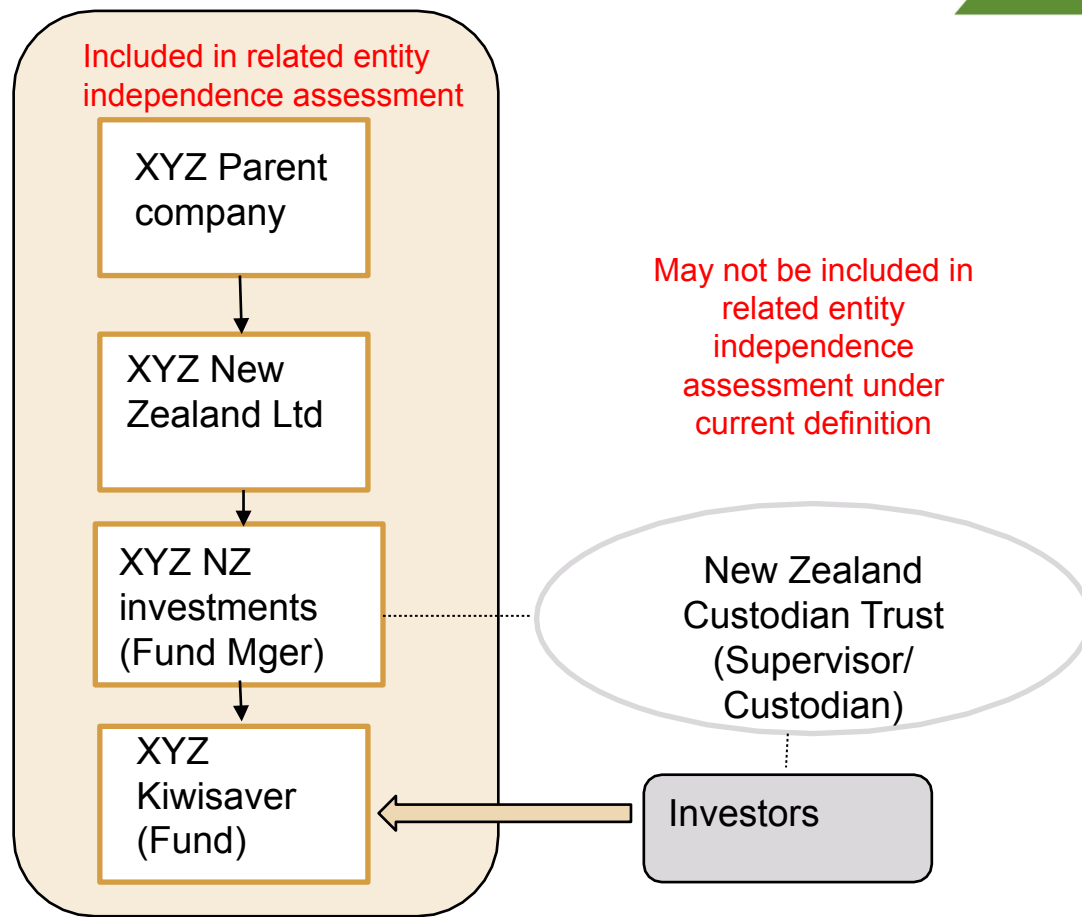 Included in related entity
independence assessment
XYZ Parent
company
XYZ New
Zealand Ltd
XYZ NZ
investments
(Fund Mger)
XYZ
Kiwisaver
(Fund)
May not be included in
related entity
independence
assessment under
current definition
New Zealand
Custodian Trust
(Supervisor/
Custodian)
Investors